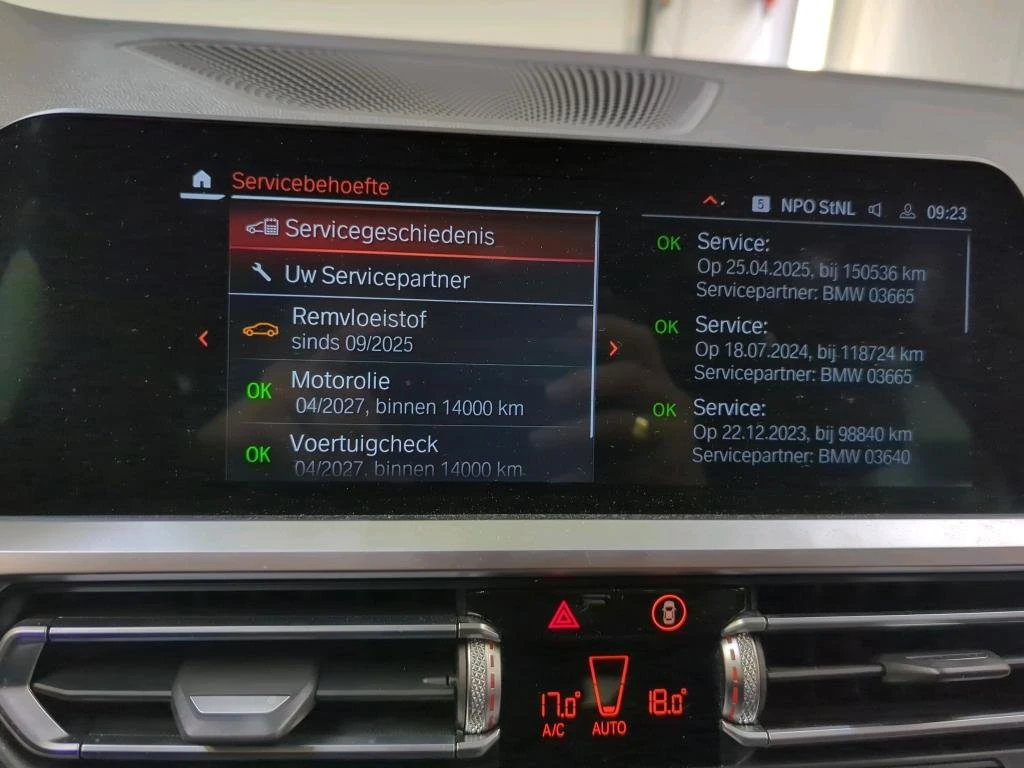 Servicebehoefte
5 NPO StNL 09:23
Servicegeschiedenis
Uw Servicepartner
Remvloeistof
sinds 09/2025
OK Motorolie
04/2027, binnen 14000 km
OK Voertuigcheck
04/2027, binnen 14000 km
OK Service:
Op 25.04.2025, bij 150536 km
Servicepartner: BMW 03665
OK Service:
Op 18.07.2024, bij 118724 km
Servicepartner: BMW 03665
OK Service:
Op 22.12.2023, bij 98840 km
Servicepartner: BMW 03640
17.0°
A/C
AUTO
18.0°